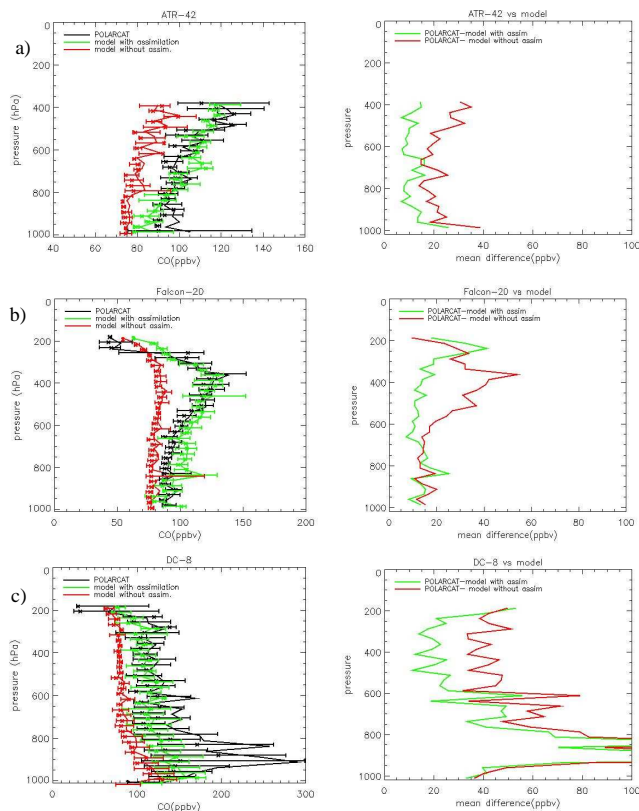 a)
ATR-42
POLARCAT
model with assimilation
model without assim.
0
200
400
600
800
1000
pressure (hPa)
40 60 80 100 120 140 160
CO(ppbv)
ATR-42 vs model
POLARCAT-model with assim
POLARCAT- model without assim
0
200
400
600
800
1000
pressure
0 20 40 60 80 100
mean difference(ppbv)
b)
Falcon-20
POLARCAT
model with assimilation
model without assim.
0
200
400
600
800
1000
pressure (hPa)
0 50 100 150 200
CO(ppbv)
Falcon-20 vs model
POLARCAT-model with assim
POLARCAT- model without assim
0
200
400
600
800
1000
pressure
0 20 40 60 80 100
mean difference(ppbv)
c)
DC-8
POLARCAT
model with assimilation
model without assim.
0
200
400
600
800
1000
pressure (hPa)
0 50 100 150 200 250 300
CO(ppbv)
DC-8 vs model
POLARCAT-model with assim
POLARCAT- model without assim
0
200
400
600
800
1000
pressure
0 20 40 60 80 100
mean difference(ppbv)